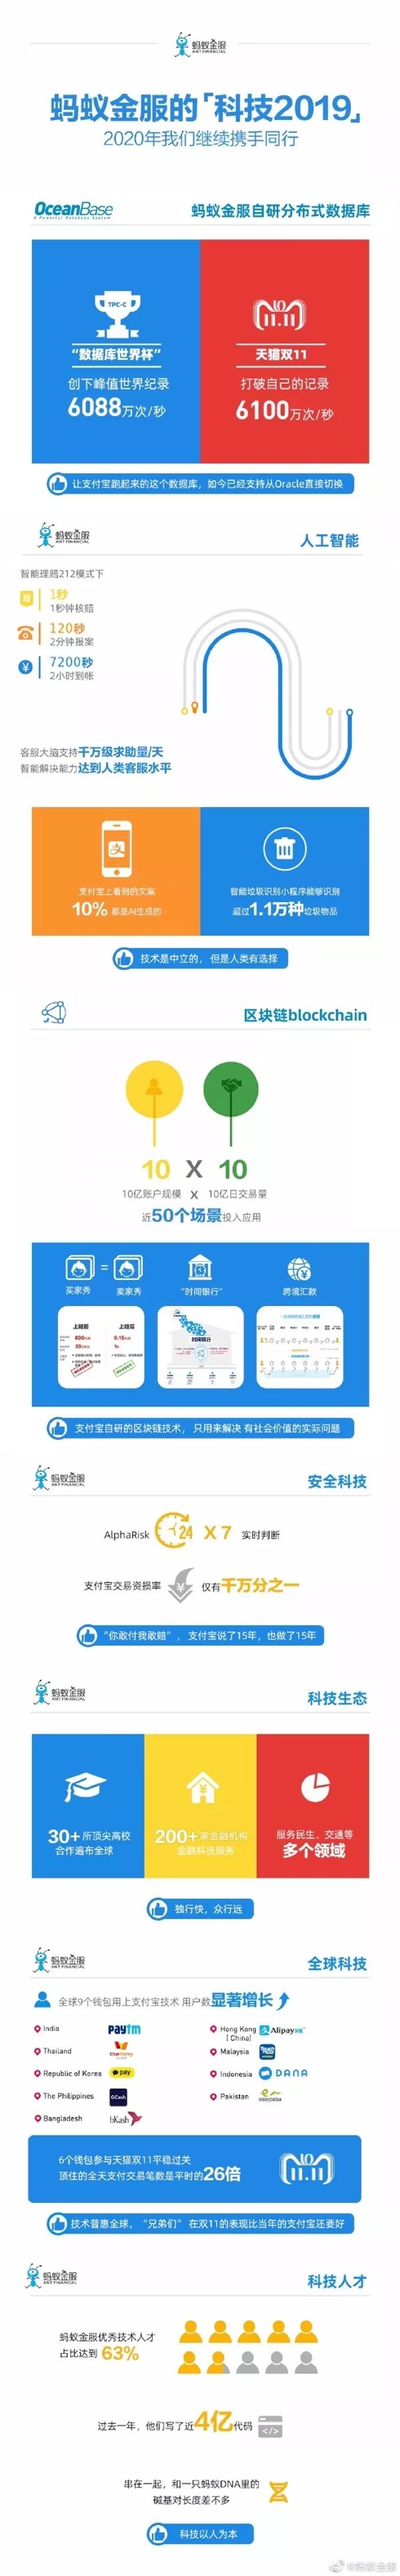 蚂蚁金服
ANT FINANCIAL
蚂蚁金服的「科技2019」
2020年我们继续携手同行
OceanBase
A Powerful Database System
蚂蚁金服自研分布式数据库
TPC-C
“数据库世界杯”
创下峰值世界纪录
6088万次/秒
11.11
天猫双11
打破自己的记录
6100万次/秒
让支付宝跑起来的这个数据库，如今已经支持从Oracle直接切换
蚂蚁金服
ANT FINANCIAL
人工智能
智能理赔212模式下
1秒
1秒钟核赔
120秒
2分钟报案
7200秒
2小时到帐
客服大脑支持千万级求助量/天
智能解决能力达到人类客服水平
支
支付宝上看到的文案
10% 都是AI生成的
智能垃圾识别小程序能够识别
超过1.1万种垃圾物品
技术是中立的，但是人类有选择
区块链blockchain
10 X 10
10亿账户规模 X 10亿日交易量
近50个场景投入应用
买家秀
=
卖家秀
“时间银行”
跨境汇款
上链前
上链后
时间银行
支付宝自研的区块链技术，只用来解决 有社会价值的实际问题
蚂蚁金服
ANT FINANCIAL
安全科技
AlphaRisk 24 X 7 实时判断
支付宝交易资损率 仅有千万分之一
“你敢付我敢赔”，支付宝说了15年，也做了15年
蚂蚁金服
ANT FINANCIAL
科技生态
30+所顶尖高校
合作遍布全球
200+家金融机构
金融科技服务
服务民生、交通等
多个领域
独行快，众行远
蚂蚁金服
ANT FINANCIAL
全球科技
全球9个钱包用上支付宝技术 用户数显著增长
India
Paytm
Hong Kong
[China]
支 AlipayHK
Thailand
true money
Malaysia
Republic of Korea
pay
Indonesia
DANA
The Philippines
GCash
Pakistan
easypaisa
Bangladesh
bKash
6个钱包参与天猫双11平稳过关
顶住的全天支付交易笔数是平时的26倍
11.11
技术普惠全球，“兄弟们” 在双11的表现比当年的支付宝还要好
蚂蚁金服
ANT FINANCIAL
科技人才
蚂蚁金服优秀技术人才
占比达到 63%
过去一年，他们写了近4亿代码
</>
串在一起，和一只蚂蚁DNA里的
碱基对长度差不多
科技以人为本
@蚂蚁金服